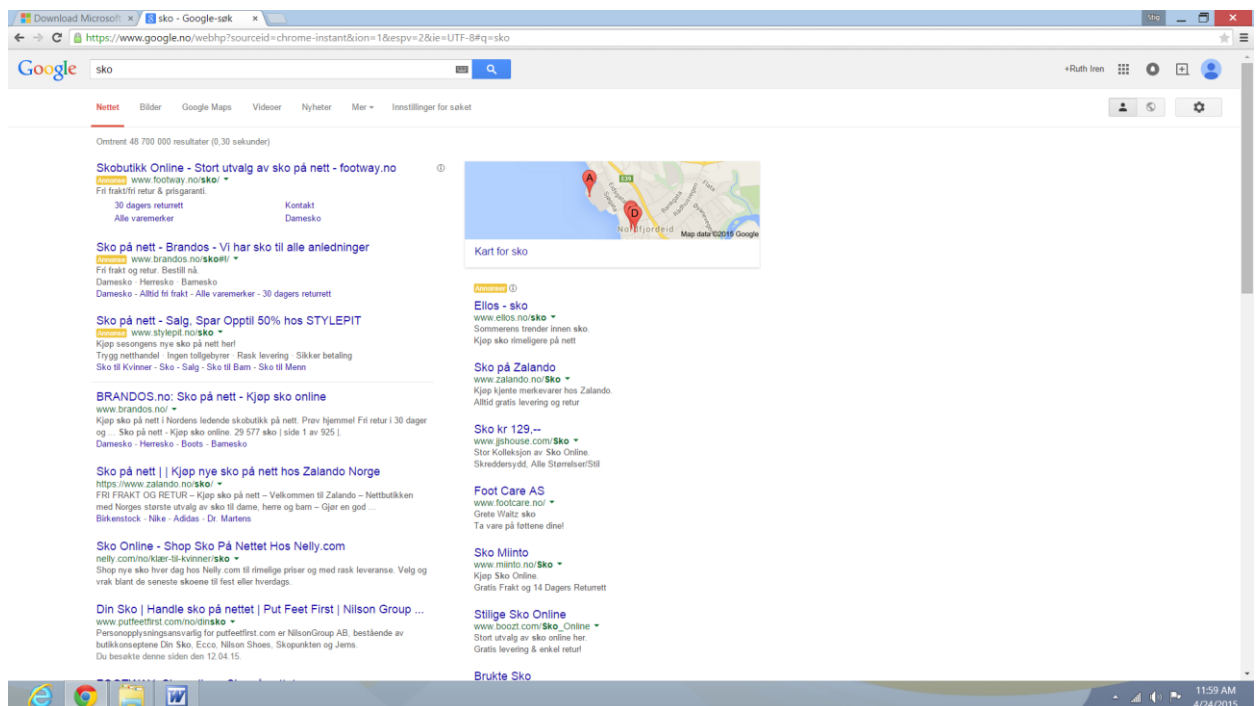 Download Microsoft
sko - Google-søk
Stig
https://www.google.no/webhp?sourceid=chrome-instant&ion=1&espv=2&ie=UTF-8#q=sko
Google
sko
+Ruth Iren
Nettet Bilder Google Maps Videoer Nyheter Mer Innstillinger for søket
Omtrent 48 700 000 resultater (0,30 sekunder)
Skobutikk Online - Stort utvalg av sko på nett - footway.no
Annonse www.footway.no/sko/
Fri frakt/fri retur & prisgaranti.
30 dagers returrett Kontakt
Alle varemerker Damesko
Sko på nett - Brandos - Vi har sko til alle anledninger
Annonse www.brandos.no/sko#!/
Fri frakt og retur. Bestill nå.
Damesko · Herresko · Barnesko
Damesko - Alltid fri frakt - Alle varemerker - 30 dagers returrett
Sko på nett - Salg, Spar Opptil 50% hos STYLEPIT
Annonse www.stylepit.no/sko
Kjøp sesongens nye sko på nett her!
Trygg netthandel · Ingen tollgebyrer · Rask levering · Sikker betaling
Sko til Kvinner - Sko - Salg - Sko til Barn - Sko til Menn
BRANDOS.no: Sko på nett - Kjøp sko online
www.brandos.no/
Kjøp sko på nett i Nordens ledende skobutikk på nett. Prøv hjemme! Fri retur i 30 dager
og ... Sko på nett - Kjøp sko online. 29 577 sko | side 1 av 925 |.
Damesko - Herresko - Boots - Barnesko
Sko på nett | | Kjøp nye sko på nett hos Zalando Norge
https://www.zalando.no/sko/
FRI FRAKT OG RETUR – Kjøp sko på nett – Velkommen til Zalando – Nettbutikken
med Norges største utvalg av sko til dame, herre og barn – Gjør en god ...
Birkenstock - Nike - Adidas - Dr. Martens
Sko Online - Shop Sko På Nettet Hos Nelly.com
nelly.com/no/klær-til-kvinner/sko
Shop nye sko hver dag hos Nelly.com til rimelige priser og med rask leveranse. Velg og
vrak blant de seneste skoene til fest eller hverdags.
Din Sko | Handle sko på nettet | Put Feet First | Nilson Group ...
www.putfeetfirst.com/no/dinsko
Personopplysningsansvarlig for putfeetfirst.com er NilsonGroup AB, bestående av
butikkonseptene Din Sko, Ecco, Nilson Shoes, Skopunkten og Jerns.
Du besøkte denne siden den 12.04.15.
A
E39
D
Eidsgata
Sjøgata
Rådhusvegen
Flata
Nordfjordeid
Map data ©2015 Google
Kart for sko
Annonser
Ellos - sko
www.ellos.no/sko
Sommerens trender innen sko.
Kjøp sko rimeligere på nett
Sko på Zalando
www.zalando.no/Sko
Kjøp kjente merkevarer hos Zalando.
Alltid gratis levering og retur
Sko kr 129,--
www.jjshouse.com/Sko
Stor Kolleksjon av Sko Online.
Skreddersydd, Alle Størrelser/Stil
Foot Care AS
www.footcare.no/
Grete Waitz sko
Ta vare på føttene dine!
Sko Miinto
www.miinto.no/Sko
Kjøp Sko Online.
Gratis Frakt og 14 Dagers Returrett
Stilige Sko Online
www.boozt.com/Sko_Online
Stort utvalg av sko online her.
Gratis levering & enkel retur!
Brukte Sko
11:59 AM
4/24/2015